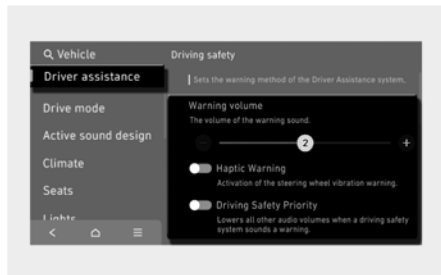 Vehicle
Driving safety
Driver assistance
Sets the warning method of the Driver Assistance system,
Drive mode
Warning volume
The volume of the warning sound.
Active sound design
2
Climate
Haptic Warning
Activation of the steering wheel vibration warning.
Seats
Driving Safety Priority
Lowers all other audio volumes when a driving safety
system sounds a warning.
Lights